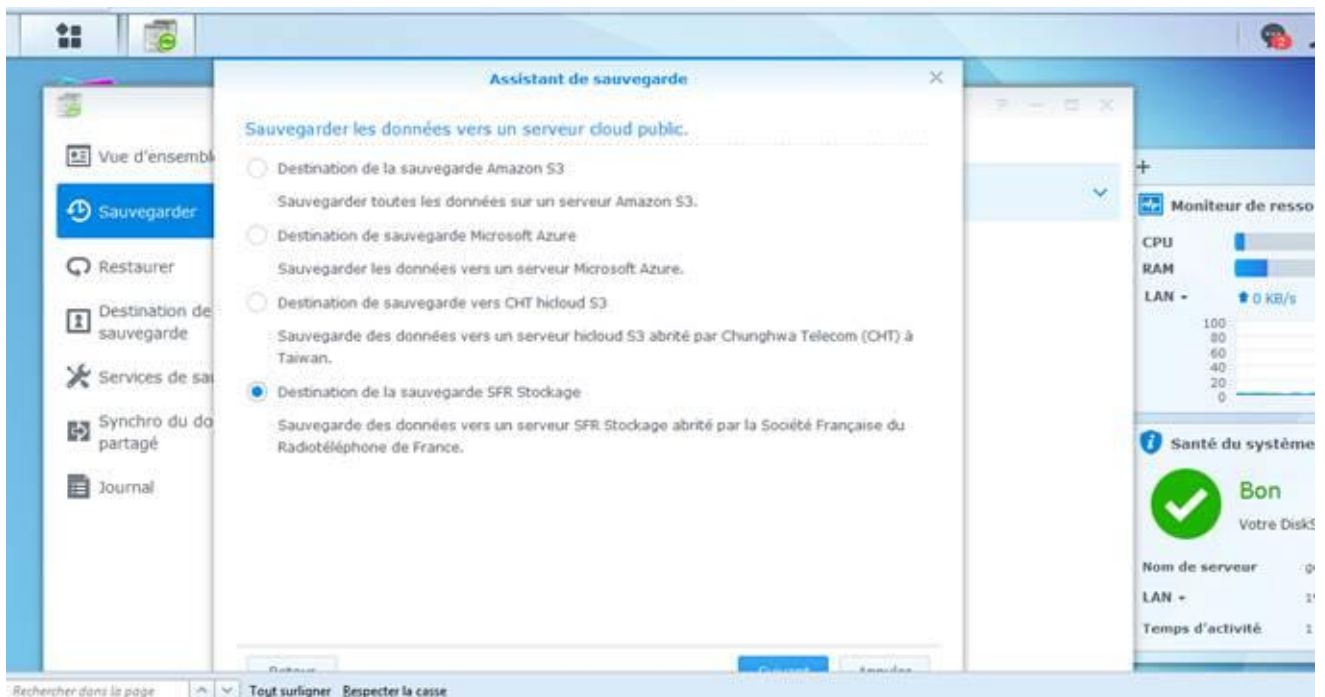 2
Assistant de sauvegarde
Sauvegarder les données vers un serveur cloud public.
Destination de la sauvegarde Amazon S3
Sauvegarder toutes les données sur un serveur Amazon S3.
Destination de sauvegarde Microsoft Azure
Sauvegarder les données vers un serveur Microsoft Azure.
Destination de sauvegarde vers CHT hicloud S3
Sauvegarde des données vers un serveur hicloud S3 abrité par Chunghwa Telecom (CHT) à
Taiwan.
Destination de la sauvegarde SFR Stockage
Sauvegarde des données vers un serveur SFR Stockage abrité par la Société Française du
Radiotéléphone de France.
Retour
Suivant
Annuler
Vue d'ensembl
Sauvegarder
Restaurer
Destination de
sauvegarde
Services de sau
Synchro du do
partagé
Journal
+
Moniteur de resso
CPU
RAM
LAN
0 KB/s
100
80
60
40
20
0
Santé du système
Bon
Votre DiskS
Nom de serveur
LAN
Temps d'activité
1
Rechercher dans la page
Tout surligner
Respecter la casse